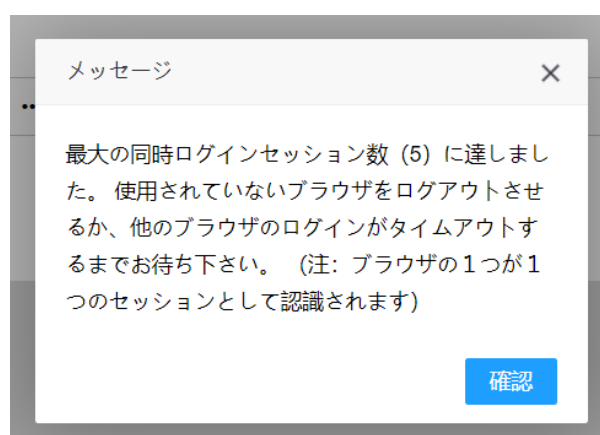 メッセージ
最大の同時ログインセッション数（5）に達しまし
た。 使用されていないブラウザをログアウトさせ
るか、他のブラウザのログインがタイムアウトす
るまでお待ち下さい。 （注: ブラウザの１つが１
つのセッションとして認識されます)
確認